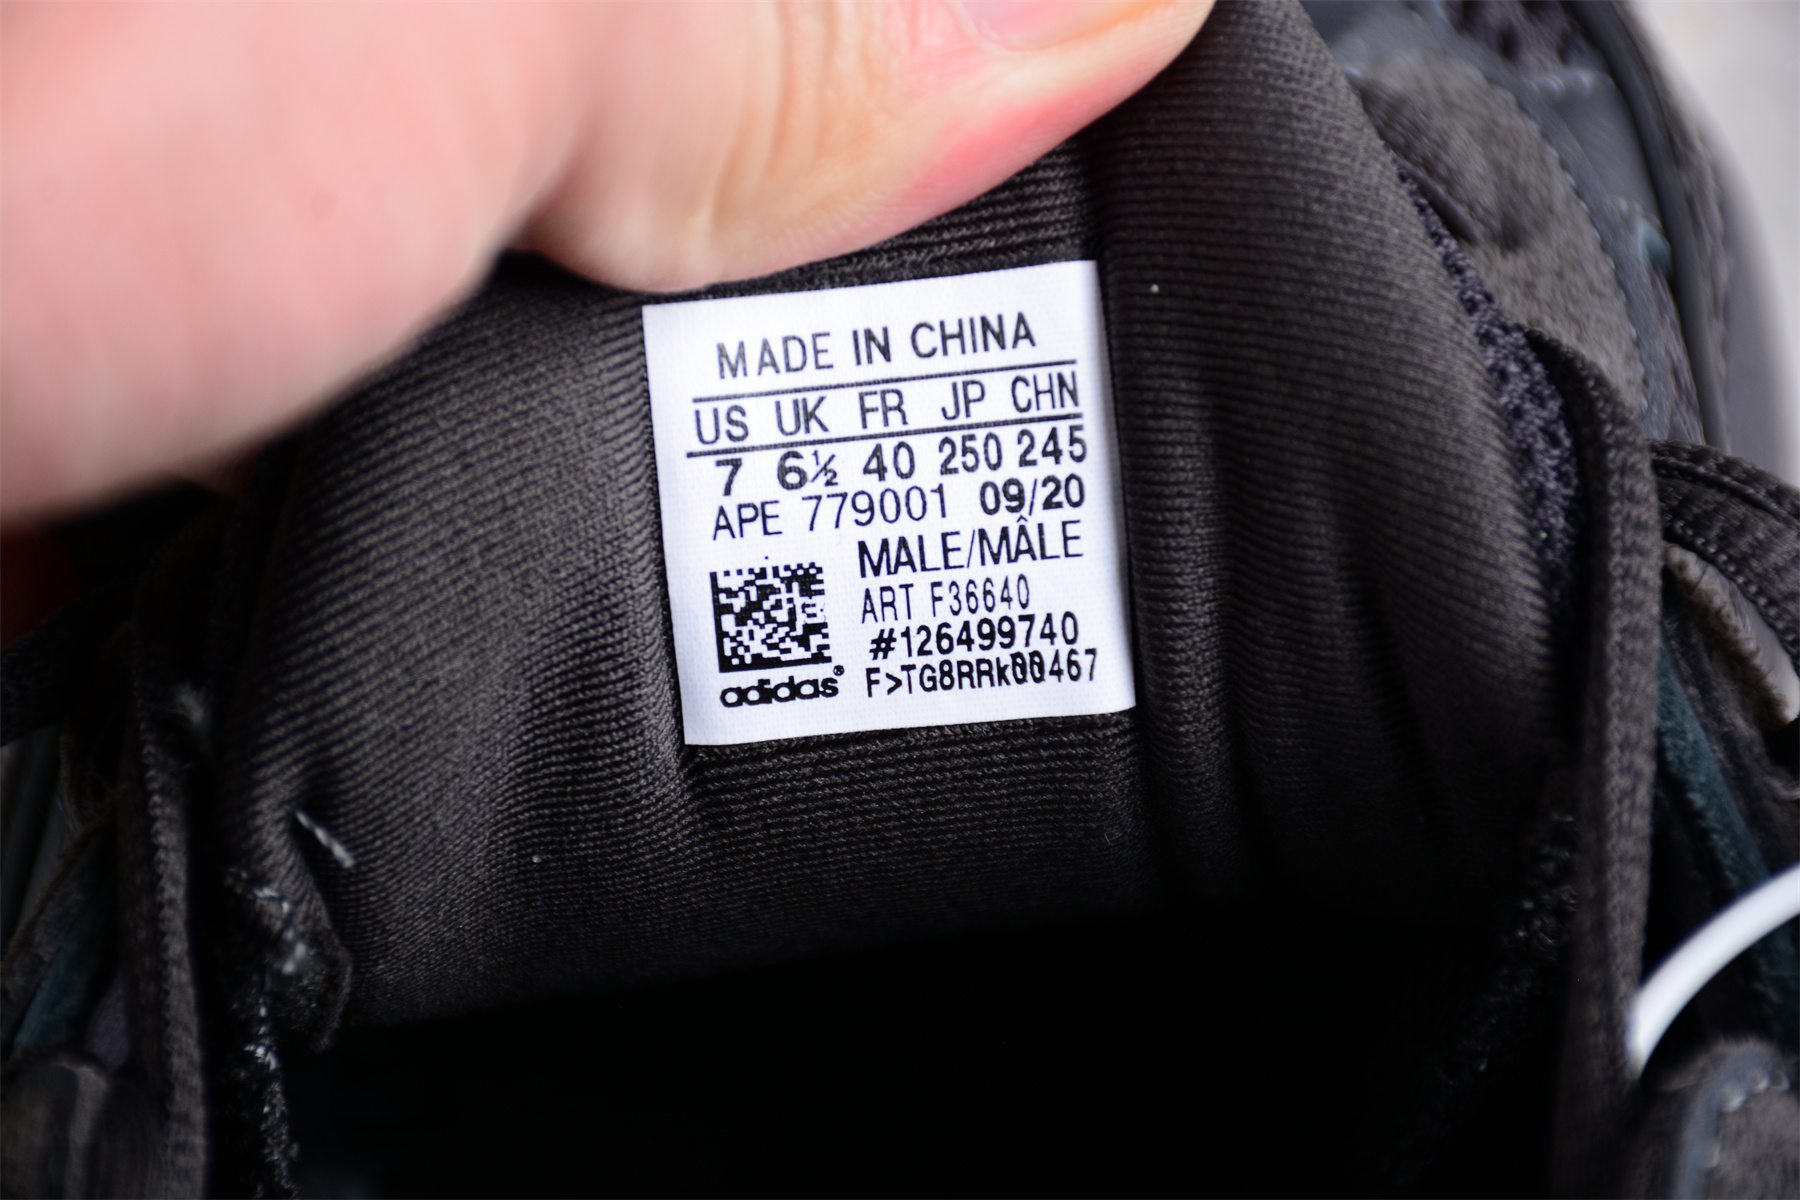 MADE IN CHINA
US UK FR JP CHN
7 6½ 40 250 245
APE 779001 09/20
MALE/MÂLE
ART F36640
#126499740
F>TG8RRk00467
adidas®